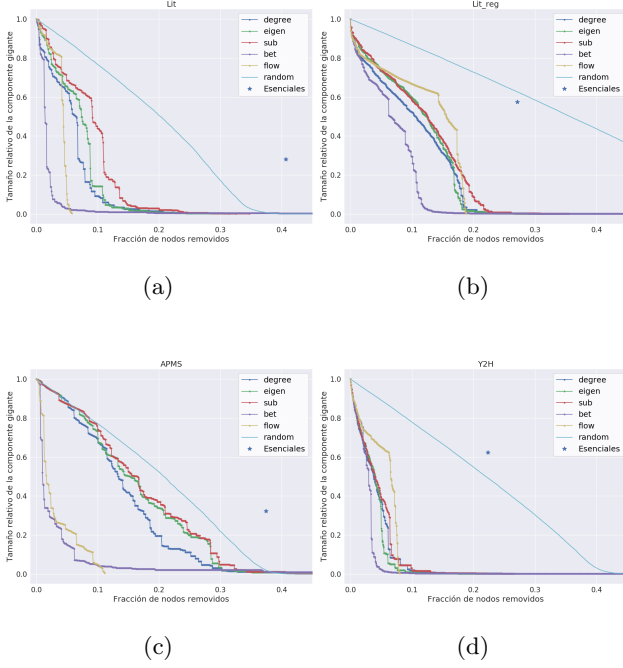 Lit
Tamaño relativo de la componente gigante
1.0
0.8
0.6
0.4
0.2
0.0
degree
eigen
sub
bet
flow
random
Esenciales
0.0 0.1 0.2 0.3 0.4
Fracción de nodos removidos
(a)
Lit_reg
Tamaño relativo de la componente gigante
1.0
0.8
0.6
0.4
0.2
0.0
degree
eigen
sub
bet
flow
random
Esenciales
0.0 0.1 0.2 0.3 0.4
Fracción de nodos removidos
(b)
APMS
Tamaño relativo de la componente gigante
1.0
0.8
0.6
0.4
0.2
0.0
degree
eigen
sub
bet
flow
random
Esenciales
0.0 0.1 0.2 0.3 0.4
Fracción de nodos removidos
(c)
Y2H
Tamaño relativo de la componente gigante
1.0
0.8
0.6
0.4
0.2
0.0
degree
eigen
sub
bet
flow
random
Esenciales
0.0 0.1 0.2 0.3 0.4
Fracción de nodos removidos
(d)